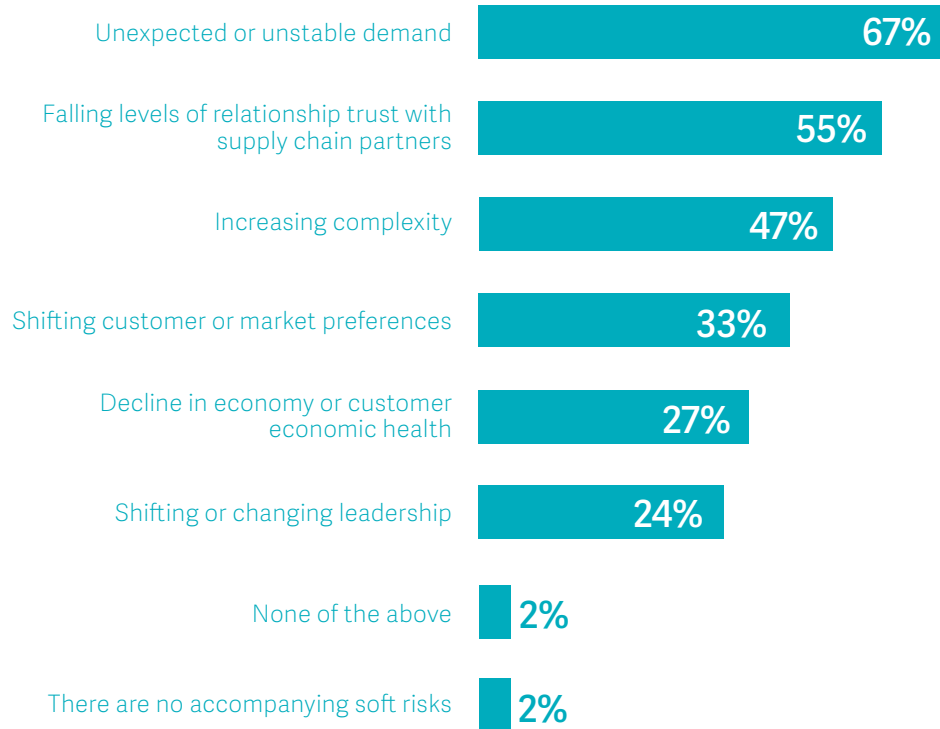 Unexpected or unstable demand
67%
Falling levels of relationship trust with
supply chain partners
55%
Increasing complexity
47%
Shifting customer or market preferences
33%
Decline in economy or customer
economic health
27%
Shifting or changing leadership
24%
None of the above
2%
There are no accompanying soft risks
2%